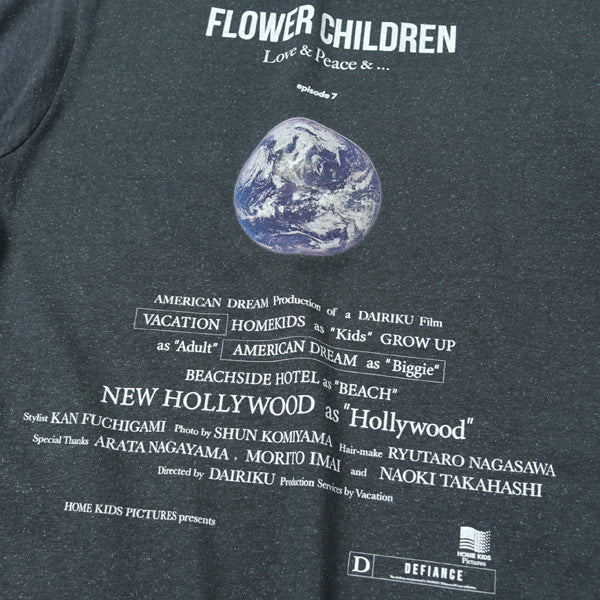 FLOWER CHILDREN
Love & Peace & ...
episode 7
AMERICAN DREAM Production of a DAIRIKU Film
VACATION HOMEKIDS as "Kids" GROW UP
as "Adult" AMERICAN DREAM as "Biggie"
BEACHSIDE HOTEL as "BEACH"
NEW HOLLYWOOD as "Hollywood"
Stylist KAN FUCHIGAMI Photo by SHUN KOMIYAMA Hair-make RYUTARO NAGASAWA
Special Thanks ARATA NAGAYAMA , MORITO IMAI and NAOKI TAKAHASHI
Directed by DAIRIKU Production Services by Vacation
HOME KIDS PICTURES presents
HOME KIDS
Pictures
D DEFIANCE